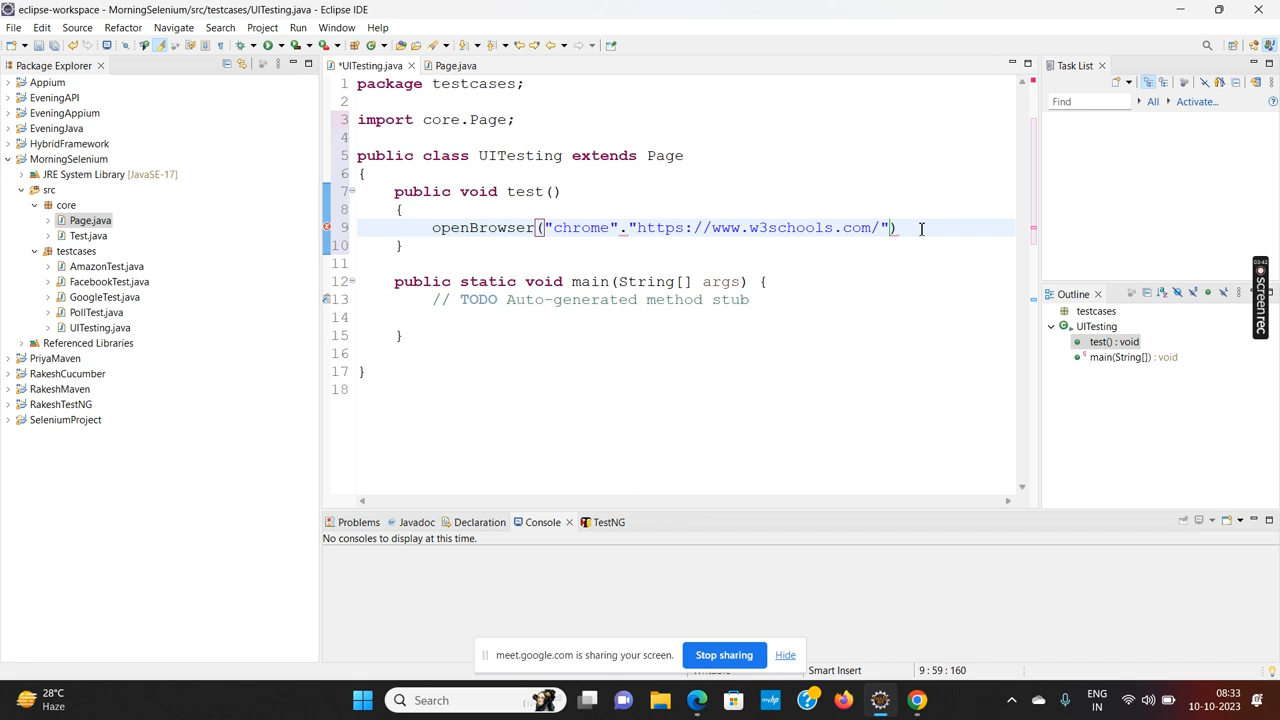 eclipse-workspace - MorningSelenium/src/testcases/UITesting.java - Eclipse IDE
File Edit Source Refactor Navigate Search Project Run Window Help
Package Explorer
Appium
EveningAPI
EveningAppium
EveningJava
HybridFramework
MorningSelenium
JRE System Library [JavaSE-17]
src
core
Page.java
Test.java
testcases
AmazonTest.java
FacebookTest.java
GoogleTest.java
PollTest.java
UITesting.java
Referenced Libraries
PriyaMaven
RakeshCucumber
RakeshMaven
RakeshTestNG
SeleniumProject
*UITesting.java Page.java
1 package testcases;
2
3 import core.Page;
4
5 public class UITesting extends Page
6 {
7 public void test()
8 {
9 openBrowser("chrome"."https://www.w3schools.com/")
10 }
11
12 public static void main(String[] args) {
13 // TODO Auto-generated method stub
14
15 }
16
17 }
18
Task List
Find All Activate...
Outline
testcases
UITesting
test() : void
main(String[]) : void
03:42
screenrec
Problems Javadoc Declaration Console TestNG
No consoles to display at this time.
meet.google.com is sharing your screen. Stop sharing Hide
Smart Insert 9 : 59 : 160
28°C
Haze
Search
ENG
IN
08:33
10-10-2023